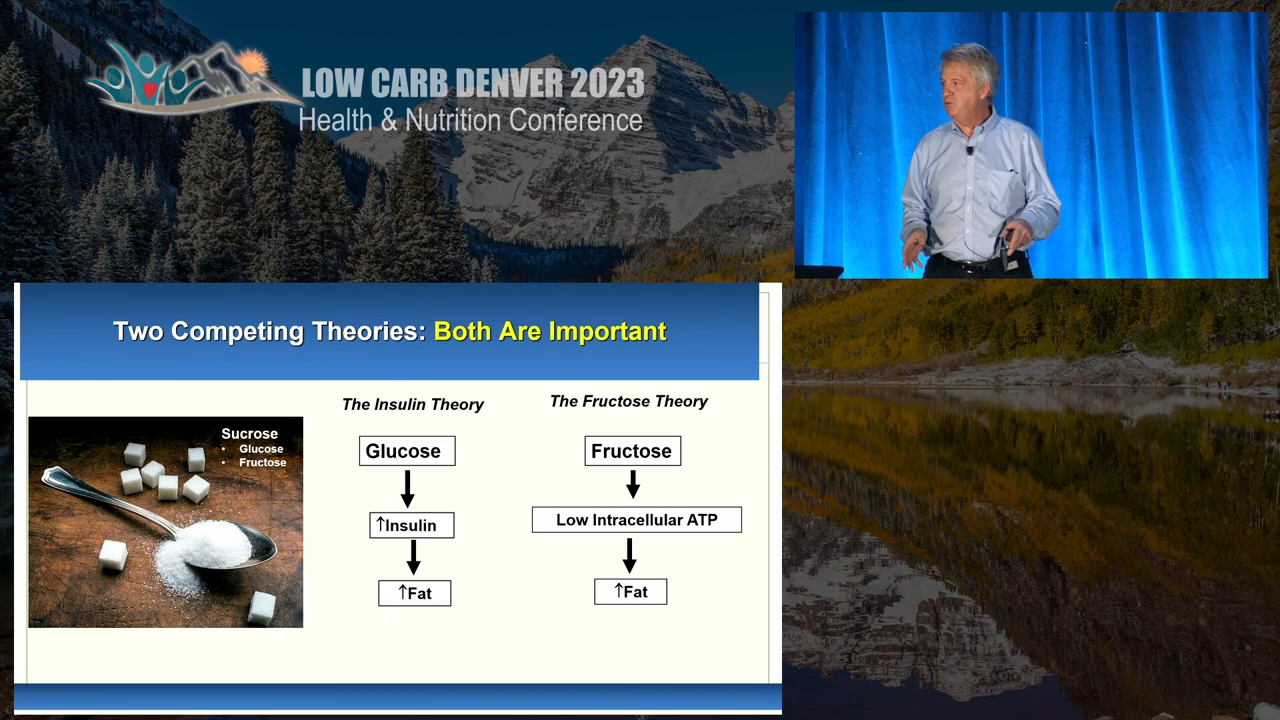 LOW CARB DENVER 2023
Health & Nutrition Conference
Two Competing Theories: Both Are Important
Sucrose
• Glucose
• Fructose
The Insulin Theory
Glucose
↑Insulin
↑Fat
The Fructose Theory
Fructose
Low Intracellular ATP
↑Fat